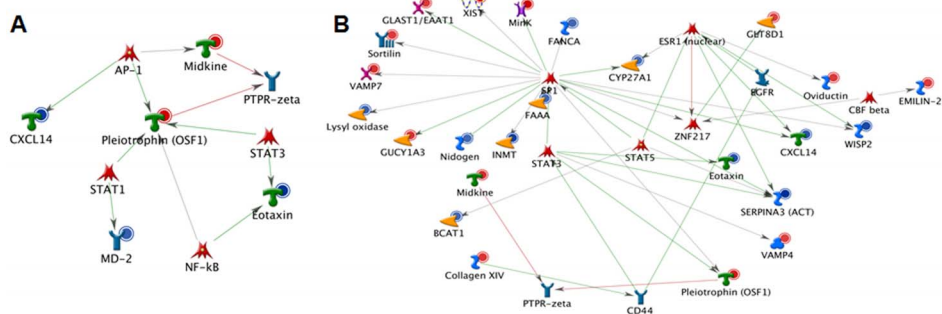 A
AP-1
Midkine
PTPR-zeta
CXCL14
Pleiotrophin (OSF1)
STAT3
STAT1
Eotaxin
MD-2
NF-kB
B
GLAST1/EAAT1
XIST
MinK
FANCA
ESR1 (nuclear)
GLT8D1
Sortilin
CYP27A1
VAMP7
SP1
EGFR
Oviductin
CBF beta
EMILIN-2
FAAA
Lysyl oxidase
ZNF217
GUCY1A3
Nidogen
INMT
STAT3
STAT5
CXCL14
WISP2
Eotaxin
Midkine
SERPINA3 (ACT)
BCAT1
VAMP4
Collagen XIV
PTPR-zeta
CD44
Pleiotrophin (OSF1)